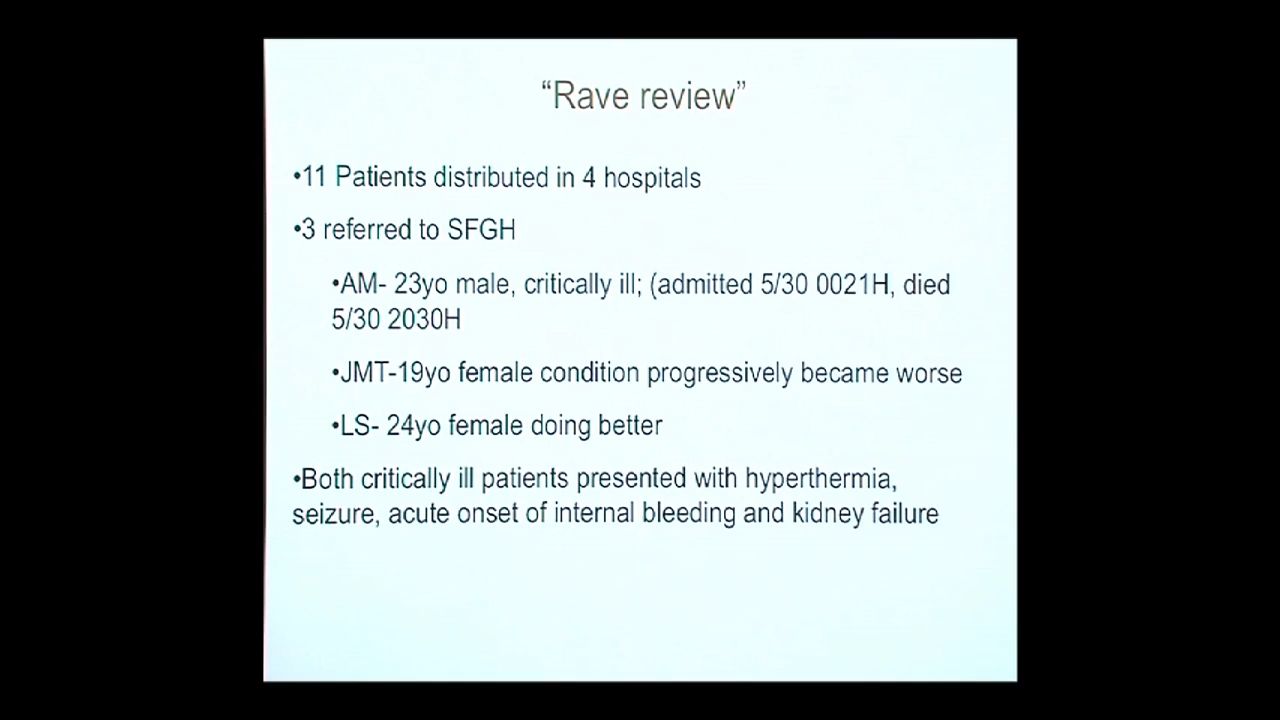 “Rave review”
•11 Patients distributed in 4 hospitals
•3 referred to SFGH
•AM- 23yo male, critically ill; (admitted 5/30 0021H, died
5/30 2030H
•JMT-19yo female condition progressively became worse
•LS- 24yo female doing better
•Both critically ill patients presented with hyperthermia,
seizure, acute onset of internal bleeding and kidney failure